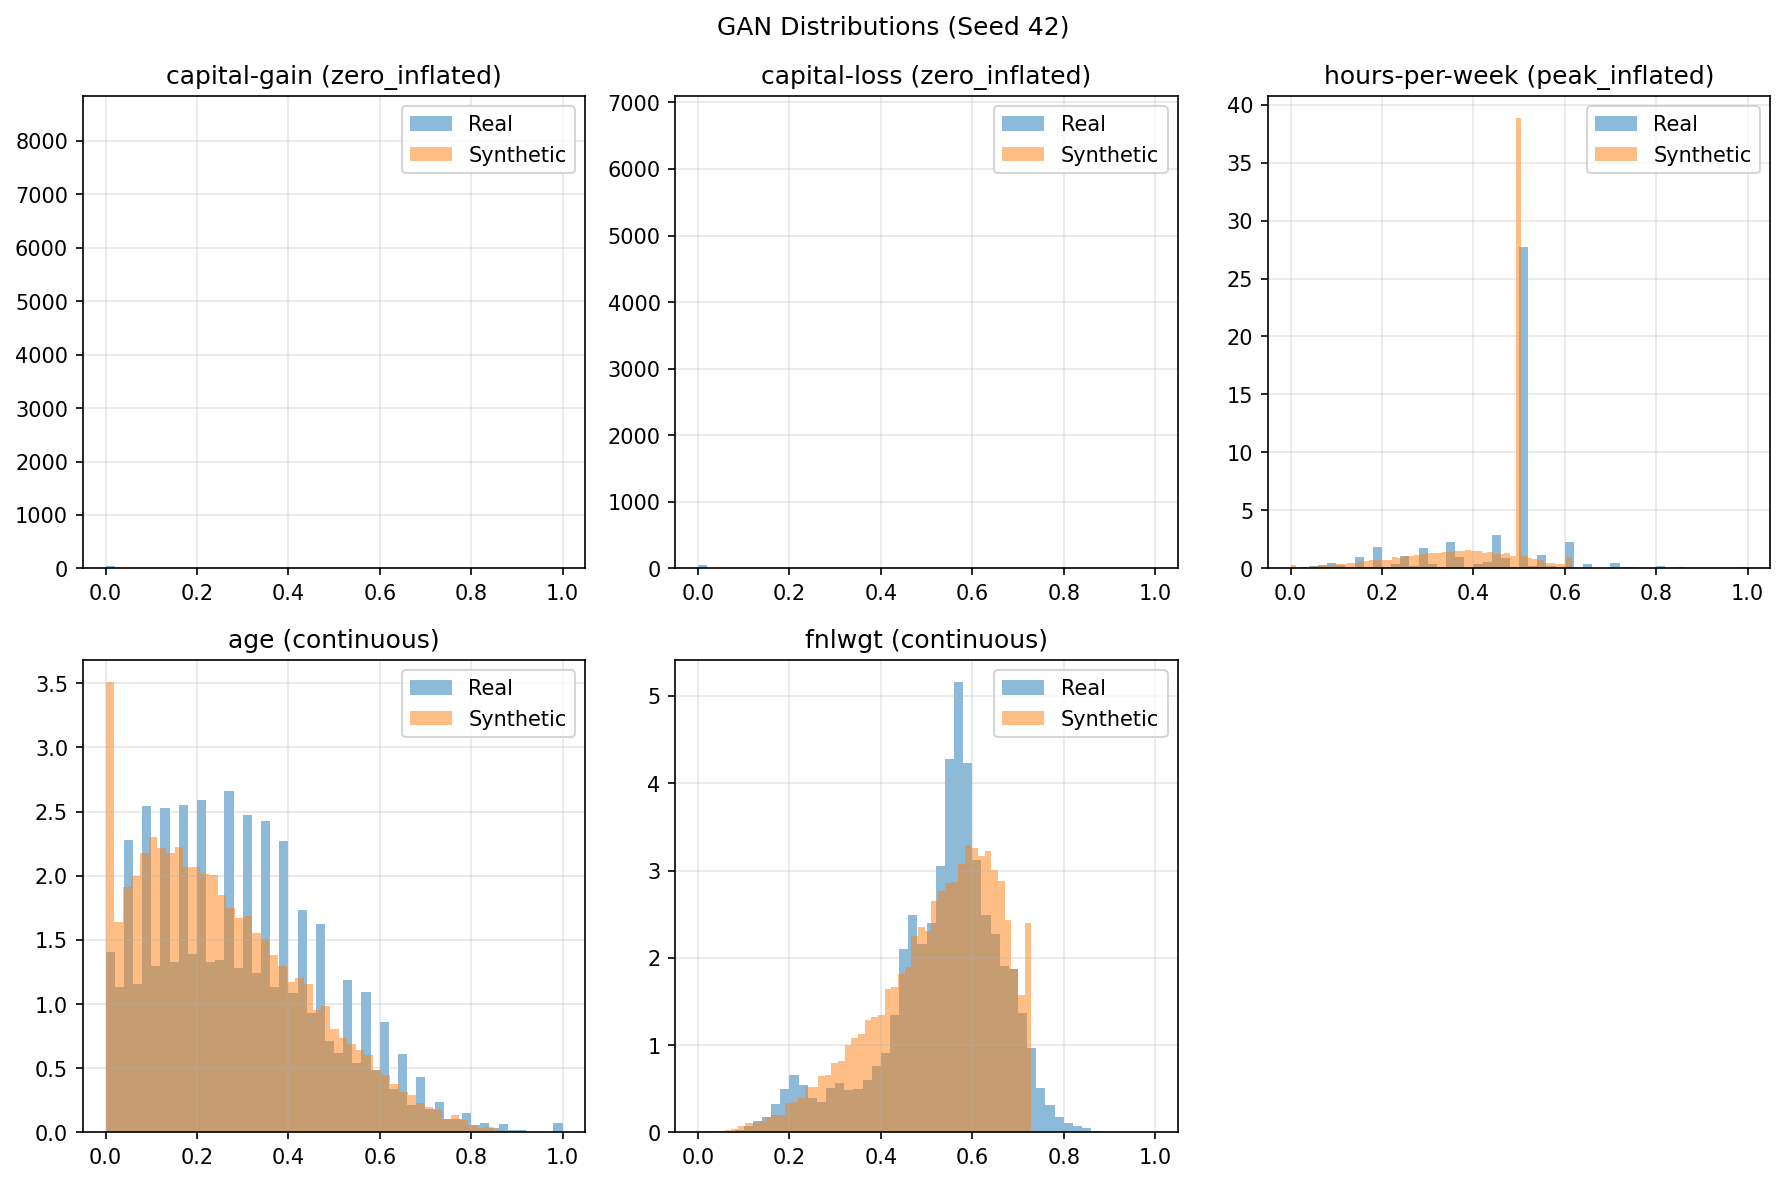 GAN Distributions (Seed 42)
capital-gain (zero_inflated)
8000
7000
6000
5000
4000
3000
2000
1000
0
0.0 0.2 0.4 0.6 0.8 1.0
Real
Synthetic
capital-loss (zero_inflated)
7000
6000
5000
4000
3000
2000
1000
0
0.0 0.2 0.4 0.6 0.8 1.0
Real
Synthetic
hours-per-week (peak_inflated)
40
35
30
25
20
15
10
5
0
0.0 0.2 0.4 0.6 0.8 1.0
Real
Synthetic
age (continuous)
3.5
3.0
2.5
2.0
1.5
1.0
0.5
0.0
0.0 0.2 0.4 0.6 0.8 1.0
Real
Synthetic
fnlwgt (continuous)
5
4
3
2
1
0
0.0 0.2 0.4 0.6 0.8 1.0
Real
Synthetic